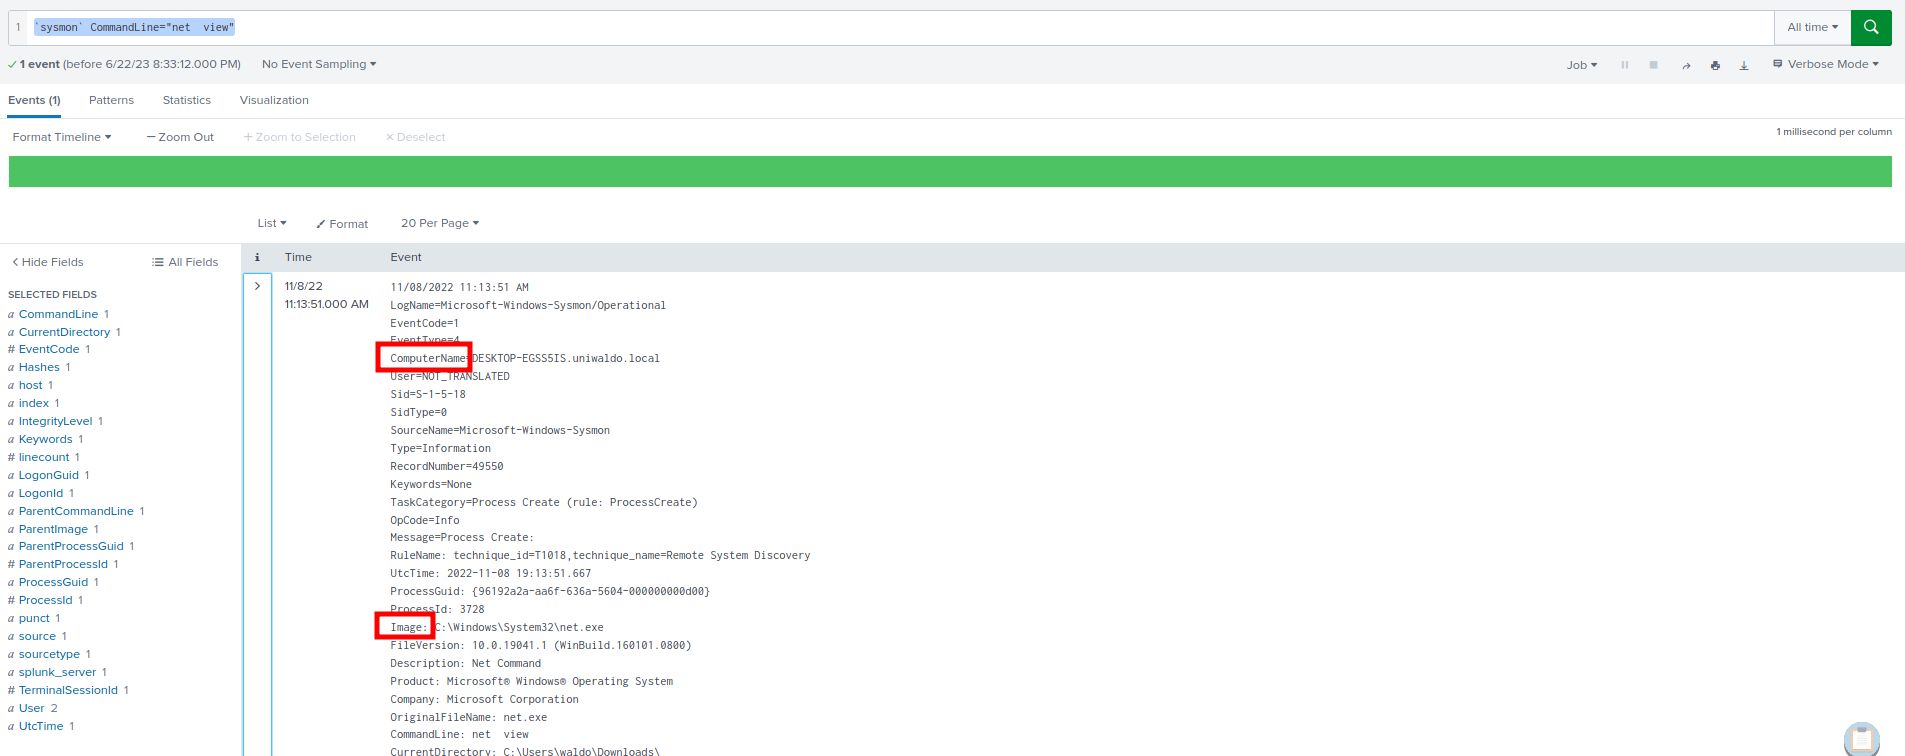 1 `sysmon` CommandLine="net  view"
All time
1 event (before 6/22/23 8:33:12.000 PM) No Event Sampling
Job
Verbose Mode
Events (1) Patterns Statistics Visualization
Format Timeline — Zoom Out + Zoom to Selection × Deselect
1 millisecond per column
List Format 20 Per Page
< Hide Fields All Fields
i Time Event
SELECTED FIELDS
a CommandLine 1
a CurrentDirectory 1
# EventCode 1
a Hashes 1
a host 1
a index 1
a IntegrityLevel 1
a Keywords 1
# linecount 1
a LogonGuid 1
a LogonId 1
a ParentCommandLine 1
a ParentImage 1
a ParentProcessGuid 1
# ParentProcessId 1
a ProcessGuid 1
# ProcessId 1
a punct 1
a source 1
a sourcetype 1
a splunk_server 1
# TerminalSessionId 1
a User 2
a UtcTime 1
> 11/8/22
11:13:51.000 AM
11/08/2022 11:13:51 AM
LogName=Microsoft-Windows-Sysmon/Operational
EventCode=1
EventType=4
ComputerName=DESKTOP-EGSS5IS.uniwaldo.local
User=NOT_TRANSLATED
Sid=S-1-5-18
SidType=0
SourceName=Microsoft-Windows-Sysmon
Type=Information
RecordNumber=49550
Keywords=None
TaskCategory=Process Create (rule: ProcessCreate)
OpCode=Info
Message=Process Create:
RuleName: technique_id=T1018,technique_name=Remote System Discovery
UtcTime: 2022-11-08 19:13:51.667
ProcessGuid: {96192a2a-aa6f-636a-5604-000000000d00}
ProcessId: 3728
Image: C:\Windows\System32\net.exe
FileVersion: 10.0.19041.1 (WinBuild.160101.0800)
Description: Net Command
Product: Microsoft® Windows® Operating System
Company: Microsoft Corporation
OriginalFileName: net.exe
CommandLine: net  view
CurrentDirectory: C:\Users\waldo\Downloads\